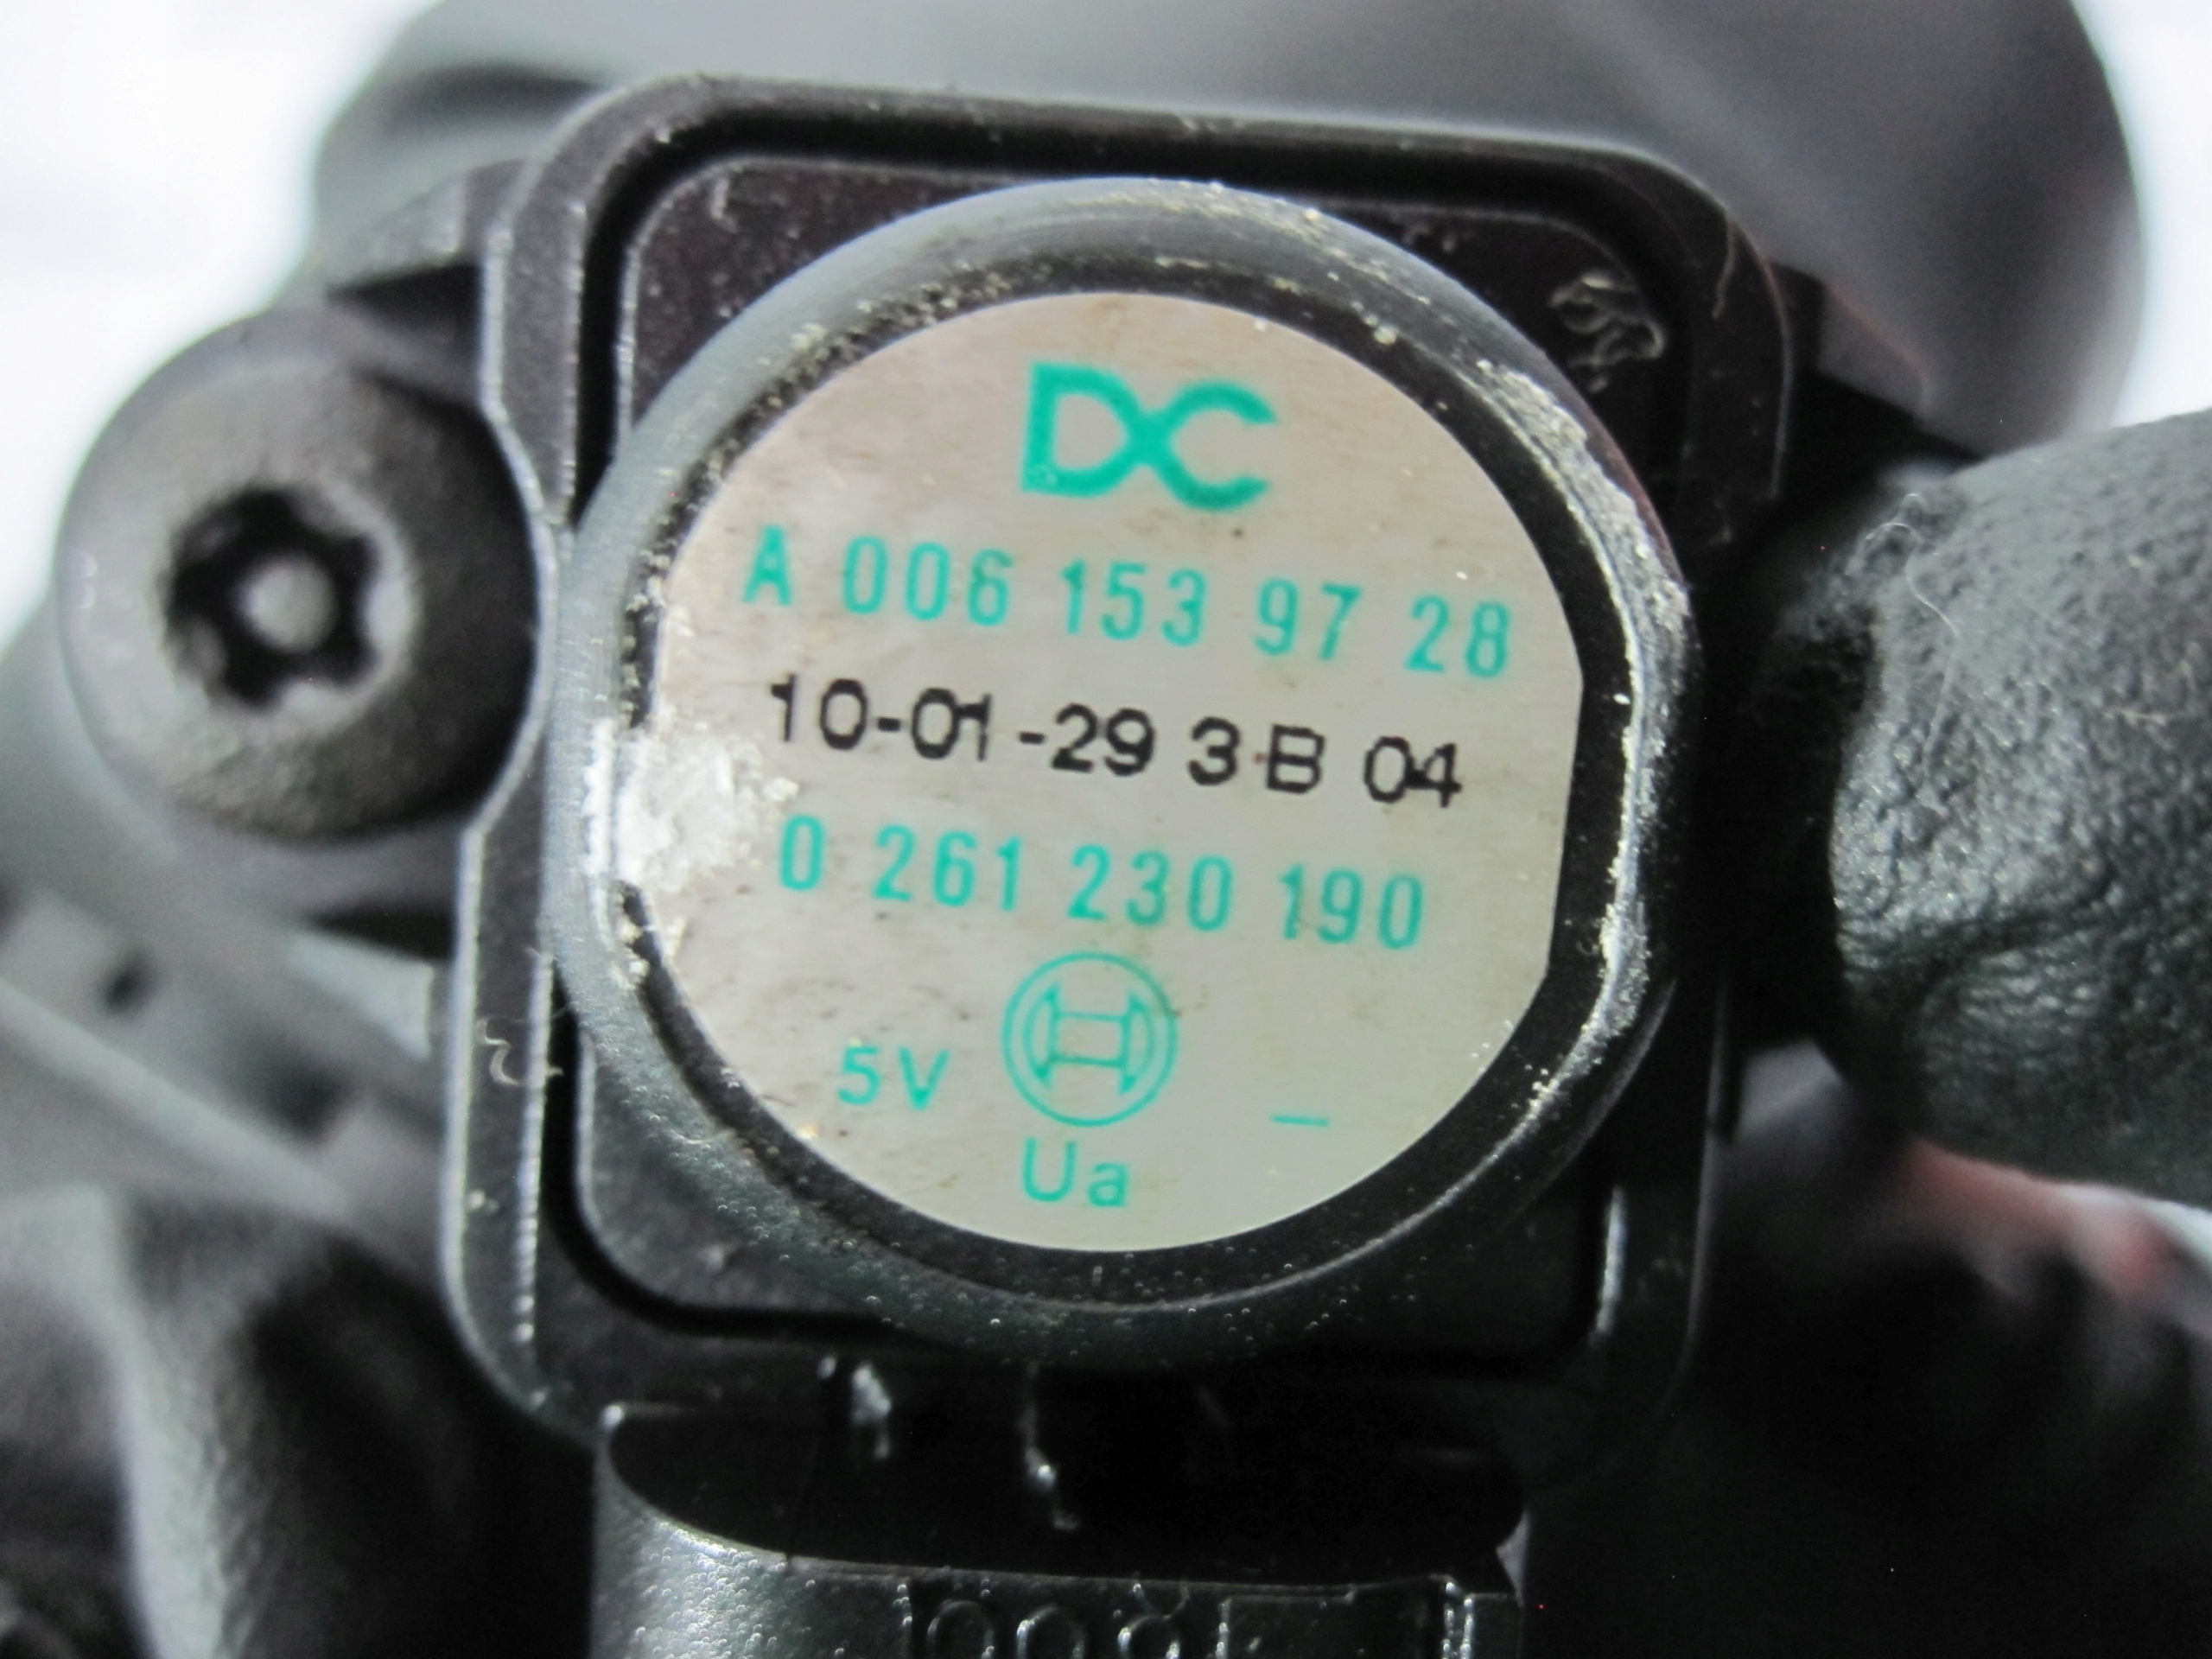 DC
A 006 153 97 28
10-01-29 3 B 04
0 261 230 190
5V –
Ua